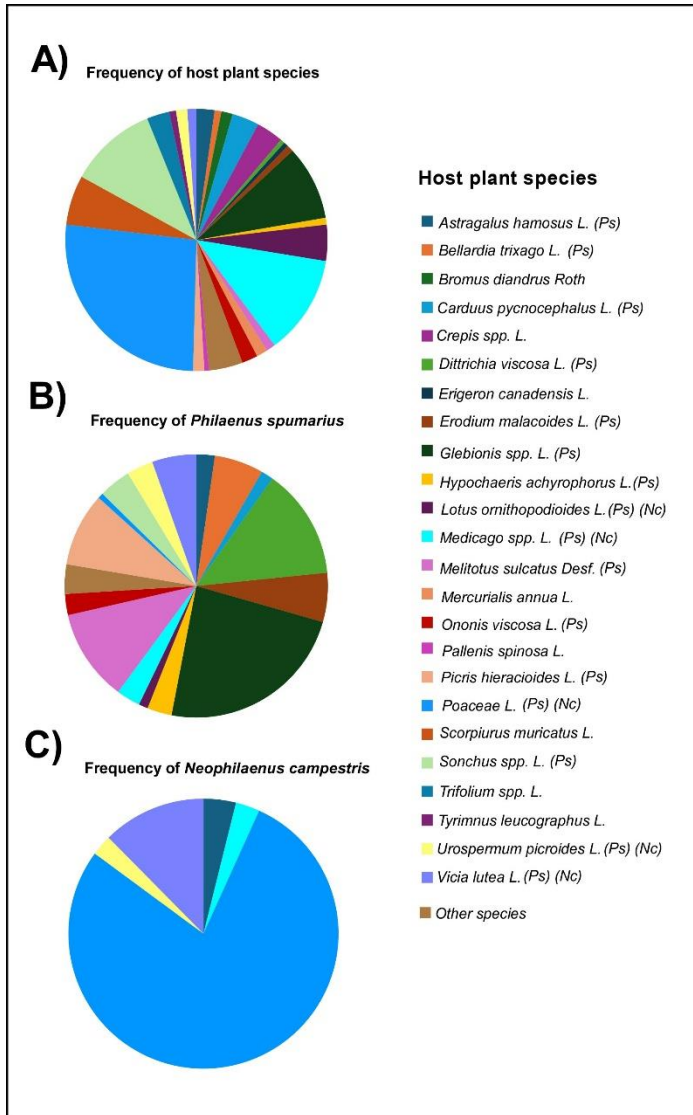 A)
Frequency of host plant species
B)
Frequency of Philaenus spumarius
C)
Frequency of Neophilaenus campestris
Host plant species
Astragalus hamosus L. (Ps)
Bellardia trixago L. (Ps)
Bromus diandrus Roth
Carduus pycnocephalus L. (Ps)
Crepis spp. L.
Dittrichia viscosa L. (Ps)
Erigeron canadensis L.
Erodium malacoides L. (Ps)
Glebionis spp. L. (Ps)
Hypochaeris achyrophorus L.(Ps)
Lotus ornithopodioides L.(Ps) (Nc)
Medicago spp. L. (Ps) (Nc)
Melitotus sulcatus Desf. (Ps)
Mercurialis annua L.
Ononis viscosa L. (Ps)
Pallenis spinosa L.
Picris hieracioides L. (Ps)
Poaceae L. (Ps) (Nc)
Scorpiurus muricatus L.
Sonchus spp. L. (Ps)
Trifolium spp. L.
Tyrimnus leucographus L.
Urospermum picroides L.(Ps) (Nc)
Vicia lutea L. (Ps) (Nc)
Other species